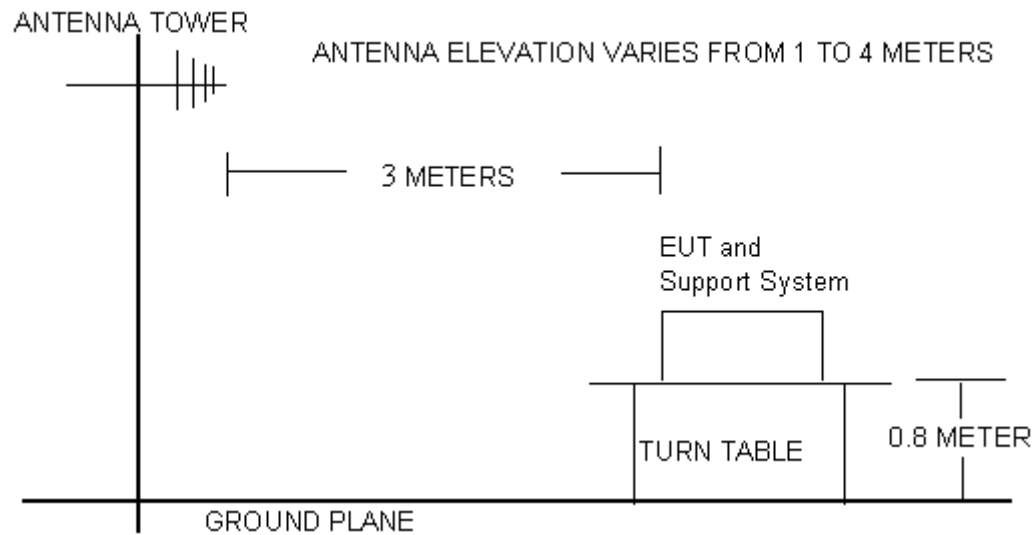 ANTENNA TOWER
ANTENNA ELEVATION VARIES FROM 1 TO 4 METERS
3 METERS
EUT and
Support System
0.8 METER
TURN TABLE
GROUND PLANE